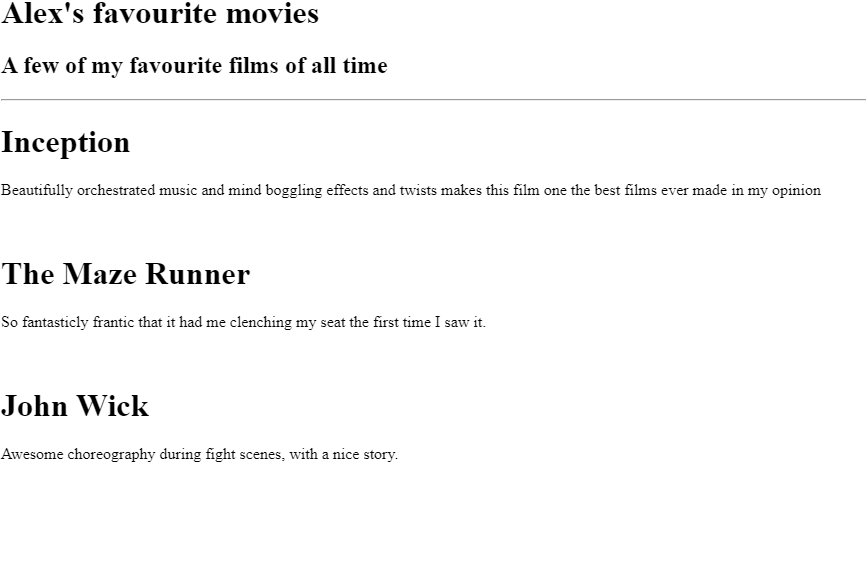 Alex's favourite movies
A few of my favourite films of all time
Inception
Beautifully orchestrated music and mind boggling effects and twists makes this film one the best films ever made in my opinion
The Maze Runner
So fantasticly frantic that it had me clenching my seat the first time I saw it.
John Wick
Awesome choreography during fight scenes, with a nice story.